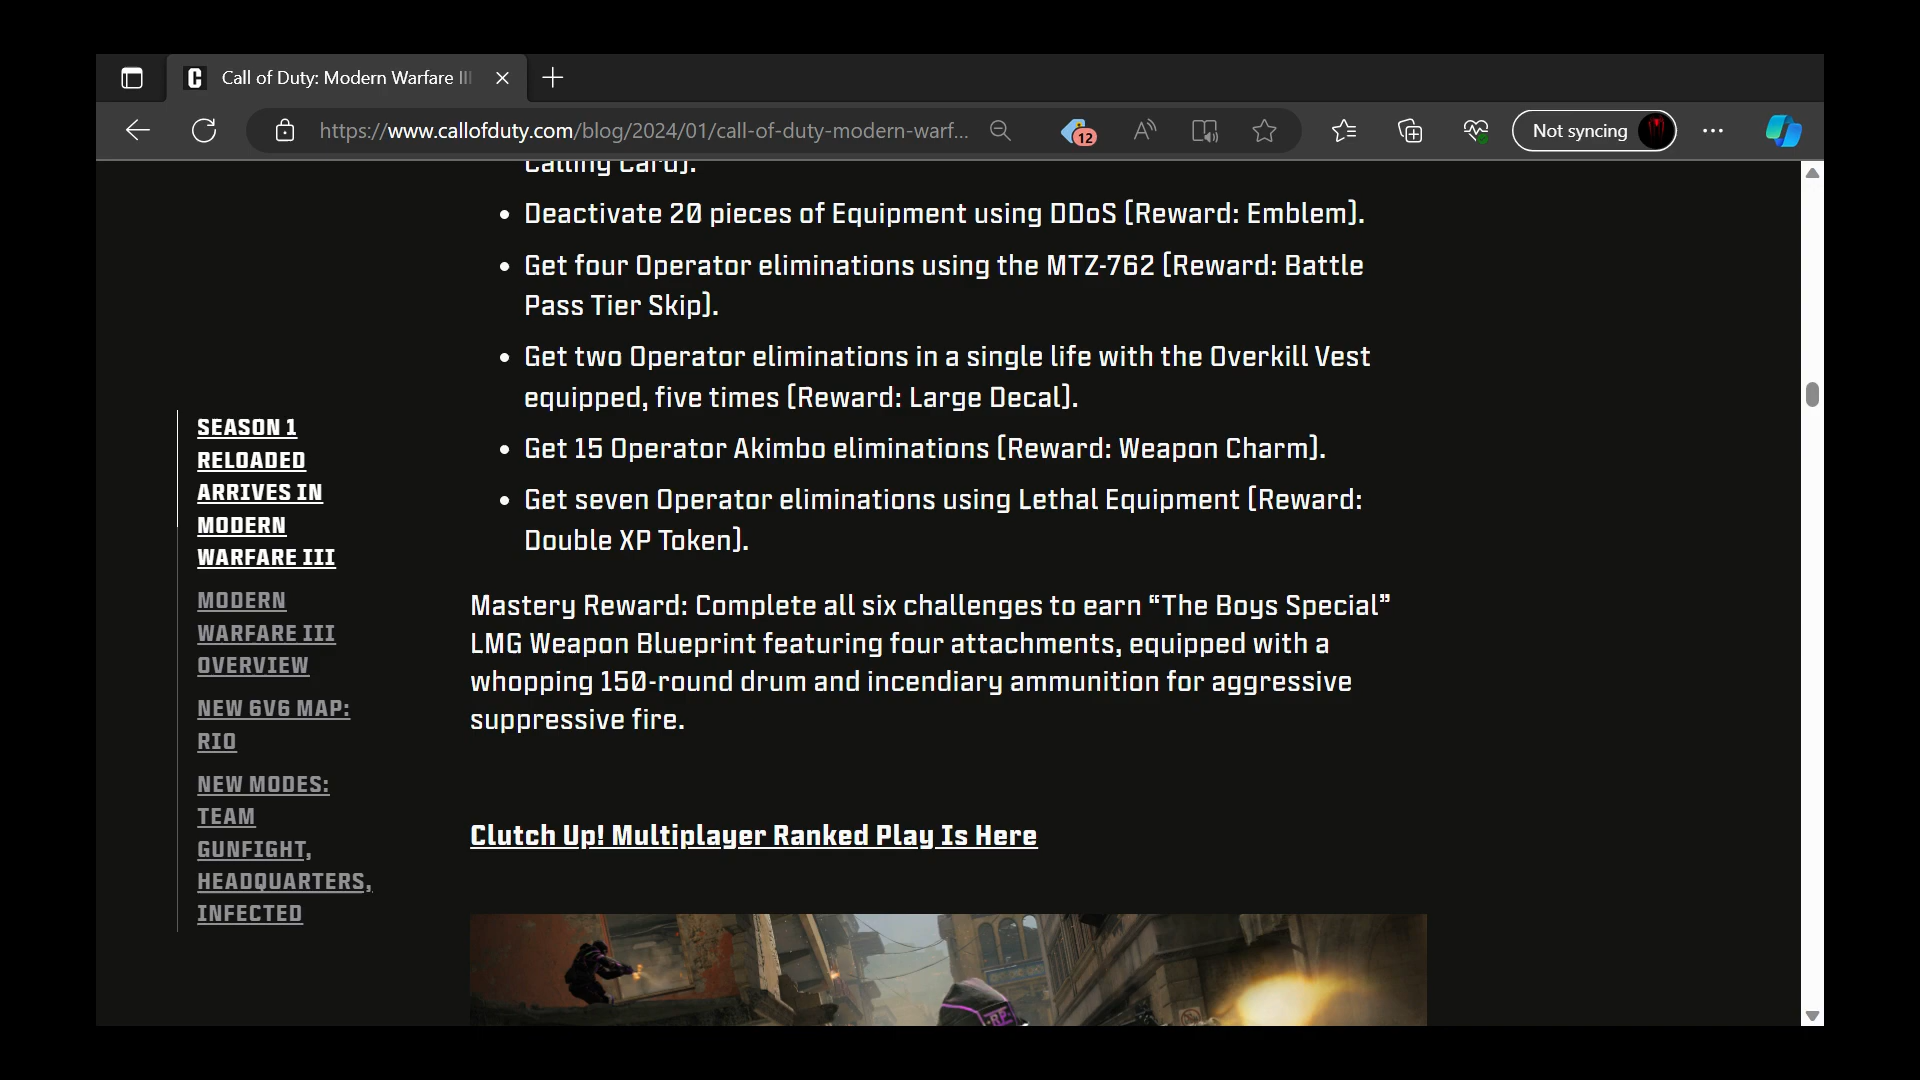 Call of Duty: Modern Warfare III
https://www.callofduty.com/blog/2024/01/call-of-duty-modern-warf...
12
Not syncing
Calling Card].
Deactivate 20 pieces of Equipment using DDoS [Reward: Emblem].
Get four Operator eliminations using the MTZ-762 [Reward: Battle
Pass Tier Skip].
Get two Operator eliminations in a single life with the Overkill Vest
equipped, five times [Reward: Large Decal].
Get 15 Operator Akimbo eliminations [Reward: Weapon Charm].
Get seven Operator eliminations using Lethal Equipment [Reward:
Double XP Token].
SEASON 1
RELOADED
ARRIVES IN
MODERN
WARFARE III
MODERN
WARFARE III
OVERVIEW
NEW 6V6 MAP:
RIO
NEW MODES:
TEAM
GUNFIGHT,
HEADQUARTERS,
INFECTED
Mastery Reward: Complete all six challenges to earn “The Boys Special”
LMG Weapon Blueprint featuring four attachments, equipped with a
whopping 150-round drum and incendiary ammunition for aggressive
suppressive fire.
Clutch Up! Multiplayer Ranked Play Is Here